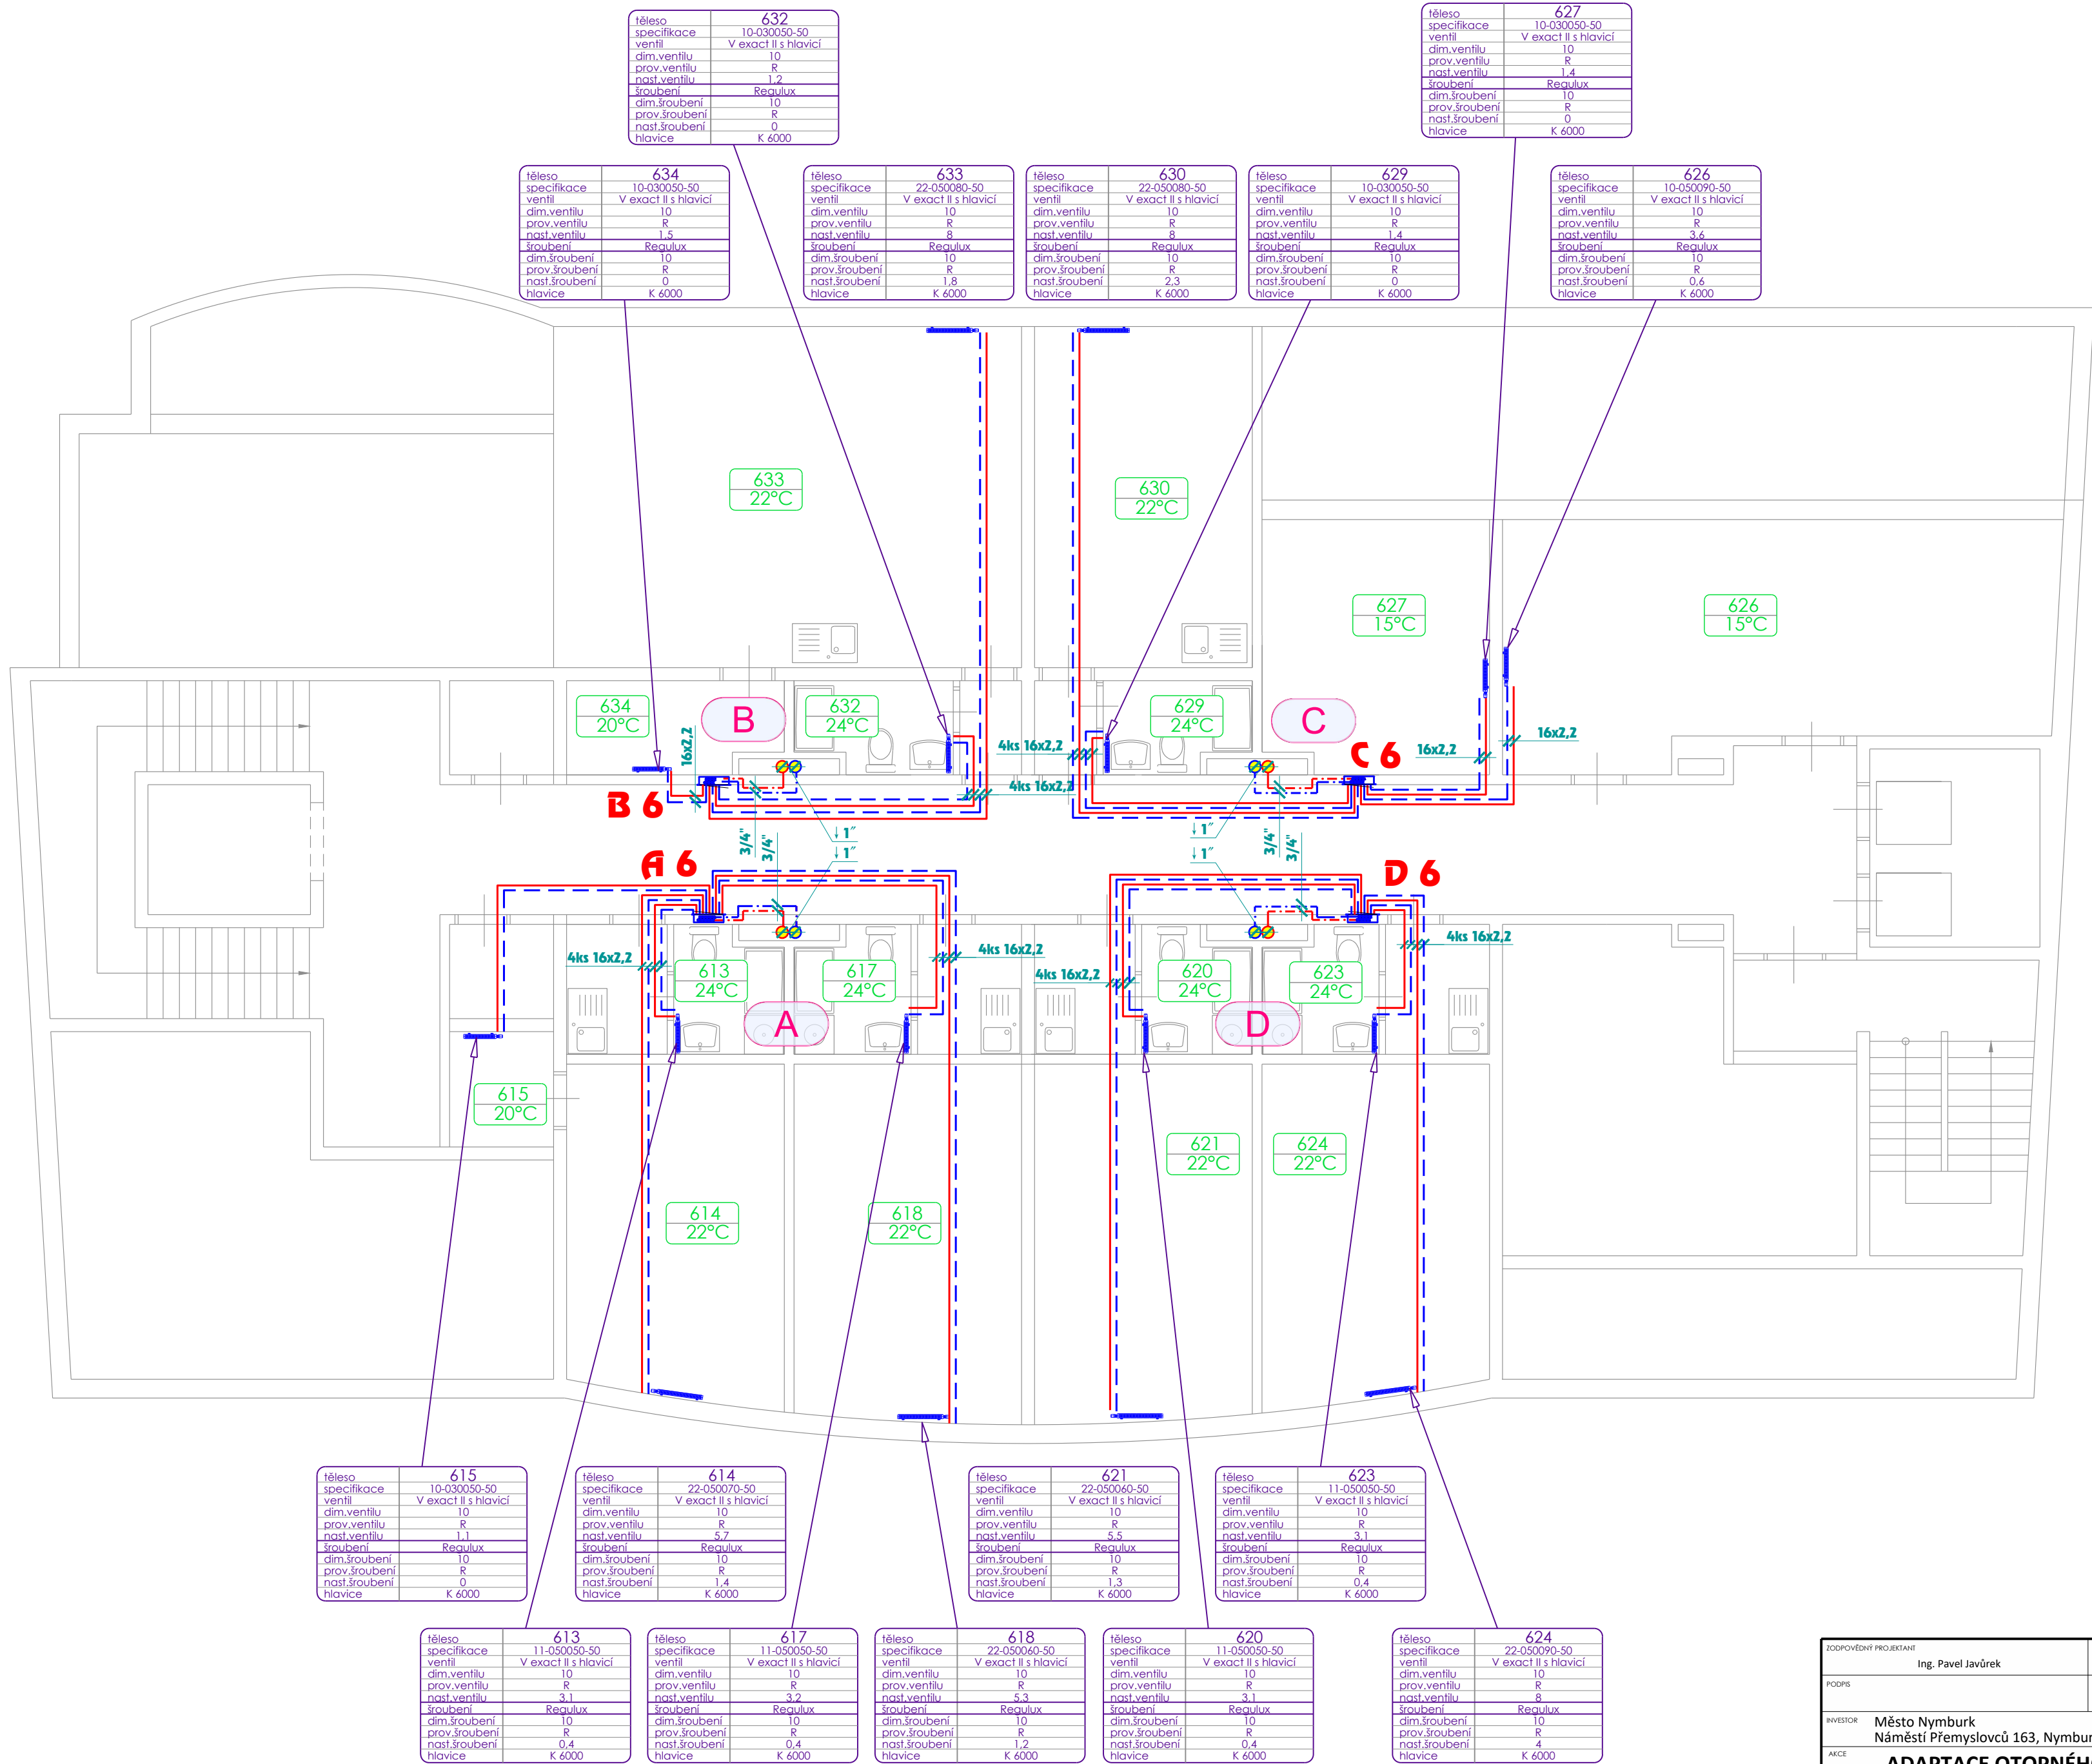 těleso 632
specifikace 10-030050-50
ventil V exact II s hlavicí
dim.ventilu 10
prov.ventilu R
nast.ventilu 1,2
šroubení Regulux
dim.šroubení 10
prov.šroubení R
nast.šroubení 0
hlavice K 6000
těleso 627
specifikace 10-030050-50
ventil V exact II s hlavicí
dim.ventilu 10
prov.ventilu R
nast.ventilu 1,4
šroubení Regulux
dim.šroubení 10
prov.šroubení R
nast.šroubení 0
hlavice K 6000
těleso 634
specifikace 10-030050-50
ventil V exact II s hlavicí
dim.ventilu 10
prov.ventilu R
nast.ventilu 1,5
šroubení Regulux
dim.šroubení 10
prov.šroubení R
nast.šroubení 0
hlavice K 6000
těleso 633
specifikace 22-050080-50
ventil V exact II s hlavicí
dim.ventilu 10
prov.ventilu R
nast.ventilu 8
šroubení Regulux
dim.šroubení 10
prov.šroubení R
nast.šroubení 1,8
hlavice K 6000
těleso 630
specifikace 22-050080-50
ventil V exact II s hlavicí
dim.ventilu 10
prov.ventilu R
nast.ventilu 8
šroubení Regulux
dim.šroubení 10
prov.šroubení R
nast.šroubení 2,3
hlavice K 6000
těleso 629
specifikace 10-030050-50
ventil V exact II s hlavicí
dim.ventilu 10
prov.ventilu R
nast.ventilu 1,4
šroubení Regulux
dim.šroubení 10
prov.šroubení R
nast.šroubení 0
hlavice K 6000
těleso 626
specifikace 10-050090-50
ventil V exact II s hlavicí
dim.ventilu 10
prov.ventilu R
nast.ventilu 3,6
šroubení Regulux
dim.šroubení 10
prov.šroubení R
nast.šroubení 0,6
hlavice K 6000
633
22°C
630
22°C
627
15°C
626
15°C
634
20°C
B
632
24°C
629
24°C
C
16x2,2
4ks 16x2,2
4ks 16x2,2
C 6
16x2,2
16x2,2
B 6
3/4"
3/4"
↓ 1"
↓ 1"
↓ 1"
↓ 1"
3/4"
3/4"
A 6
D 6
4ks 16x2,2
4ks 16x2,2
4ks 16x2,2
4ks 16x2,2
613
24°C
617
24°C
620
24°C
623
24°C
A
D
615
20°C
621
22°C
624
22°C
614
22°C
618
22°C
těleso 615
specifikace 10-030050-50
ventil V exact II s hlavicí
dim.ventilu 10
prov.ventilu R
nast.ventilu 1,1
šroubení Regulux
dim.šroubení 10
prov.šroubení R
nast.šroubení 0
hlavice K 6000
těleso 614
specifikace 22-050070-50
ventil V exact II s hlavicí
dim.ventilu 10
prov.ventilu R
nast.ventilu 5,7
šroubení Regulux
dim.šroubení 10
prov.šroubení R
nast.šroubení 1,4
hlavice K 6000
těleso 621
specifikace 22-050060-50
ventil V exact II s hlavicí
dim.ventilu 10
prov.ventilu R
nast.ventilu 5,5
šroubení Regulux
dim.šroubení 10
prov.šroubení R
nast.šroubení 1,3
hlavice K 6000
těleso 623
specifikace 11-050050-50
ventil V exact II s hlavicí
dim.ventilu 10
prov.ventilu R
nast.ventilu 3,1
šroubení Regulux
dim.šroubení 10
prov.šroubení R
nast.šroubení 0,4
hlavice K 6000
těleso 613
specifikace 11-050050-50
ventil V exact II s hlavicí
dim.ventilu 10
prov.ventilu R
nast.ventilu 3,1
šroubení Regulux
dim.šroubení 10
prov.šroubení R
nast.šroubení 0,4
hlavice K 6000
těleso 617
specifikace 11-050050-50
ventil V exact II s hlavicí
dim.ventilu 10
prov.ventilu R
nast.ventilu 3,2
šroubení Regulux
dim.šroubení 10
prov.šroubení R
nast.šroubení 0,4
hlavice K 6000
těleso 618
specifikace 22-050060-50
ventil V exact II s hlavicí
dim.ventilu 10
prov.ventilu R
nast.ventilu 5,3
šroubení Regulux
dim.šroubení 10
prov.šroubení R
nast.šroubení 1,2
hlavice K 6000
těleso 620
specifikace 11-050050-50
ventil V exact II s hlavicí
dim.ventilu 10
prov.ventilu R
nast.ventilu 3,1
šroubení Regulux
dim.šroubení 10
prov.šroubení R
nast.šroubení 0,4
hlavice K 6000
těleso 624
specifikace 22-050090-50
ventil V exact II s hlavicí
dim.ventilu 10
prov.ventilu R
nast.ventilu 8
šroubení Regulux
dim.šroubení 10
prov.šroubení R
nast.šroubení 4
hlavice K 6000
ZODPOVĚDNÝ PROJEKTANT
Ing. Pavel Javůrek
PODPIS
INVESTOR Město Nymburk
Náměstí Přemyslovců 163, Nymbur
AKCE ADAPTACE OTOPNÉH